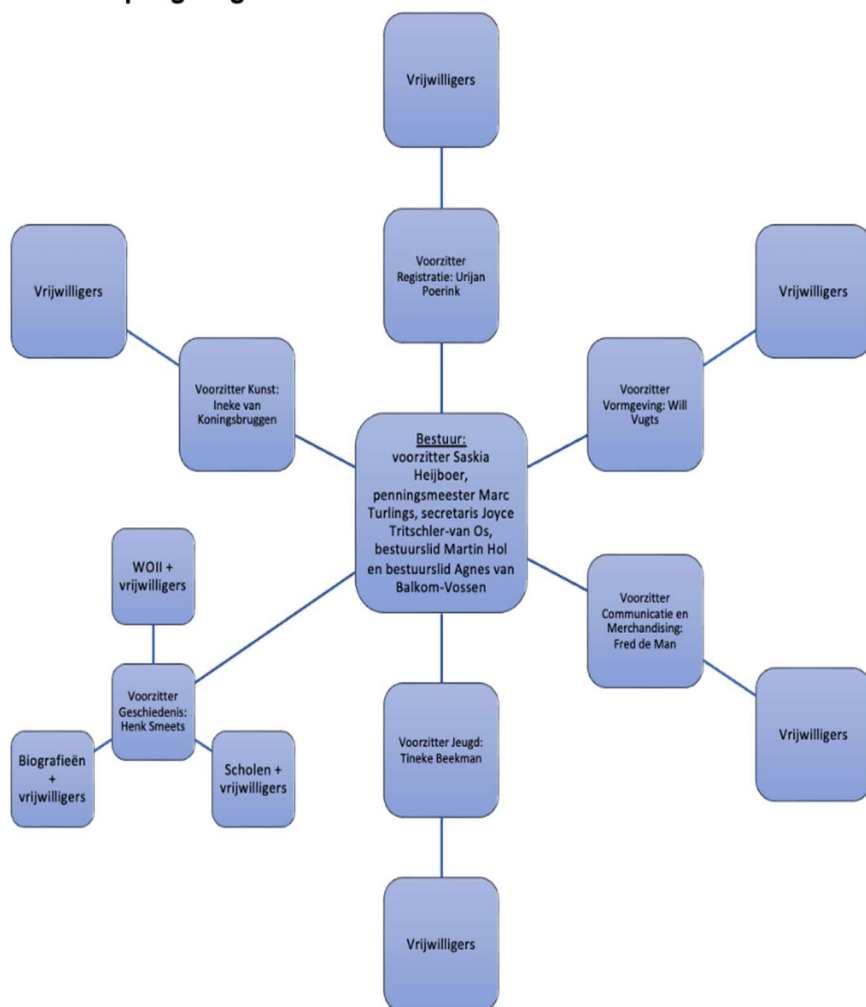 Vrijwilligers
Voorzitter
Registratie: Urijan
Poerink
Vrijwilligers
Vrijwilligers
Voorzitter Kunst:
Ineke van
Koningsbruggen
Voorzitter
Vormgeving: Will
Vugts
Bestuur:
voorzitter Saskia
Heijboer,
penningmeester Marc
Turlings, secretaris Joyce
Tritschler-van Os,
bestuurslid Martin Hol
en bestuurslid Agnes van
Balkom-Vossen
WOII +
vrijwilligers
Voorzitter
Communicatie en
Merchandising:
Fred de Man
Voorzitter
Geschiedenis:
Henk Smeets
Biografieën
+
vrijwilligers
Scholen +
vrijwilligers
Voorzitter Jeugd:
Tineke Beekman
Vrijwilligers
Vrijwilligers